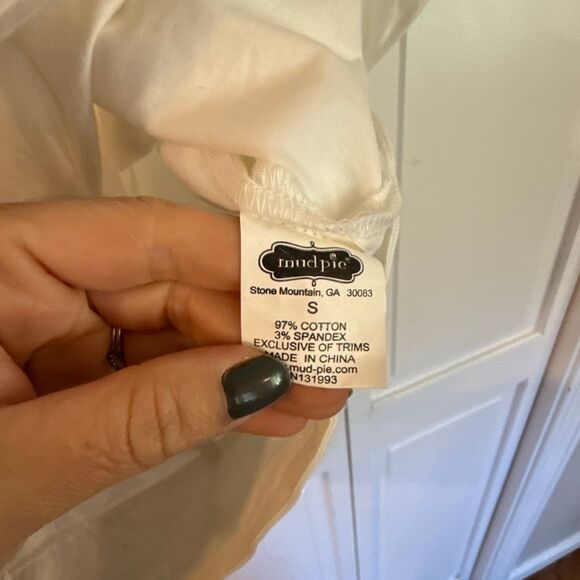 mudpie
Stone Mountain, GA 30083
S
97% COTTON
3% SPANDEX
EXCLUSIVE OF TRIMS
MADE IN CHINA
mud-pie.com
N131993